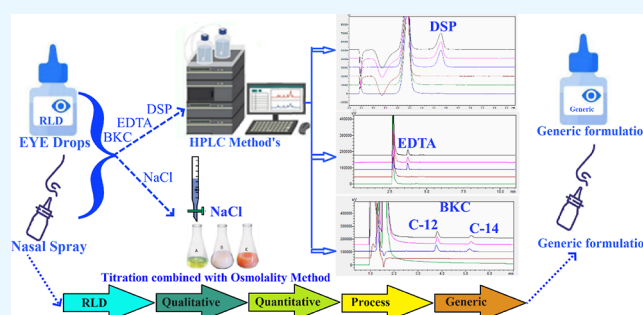 RLD
EYE Drops
Nasal Spray
DSP
EDTA
BKC
NaCl
HPLC Method's
NaCl
A
B
C
Titration combined with Osmolality Method
DSP
EDTA
BKC
C-12
C-14
Generic
Generic formulation
Generic formulation
RLD
Qualitative
Quantitative
Process
Generic